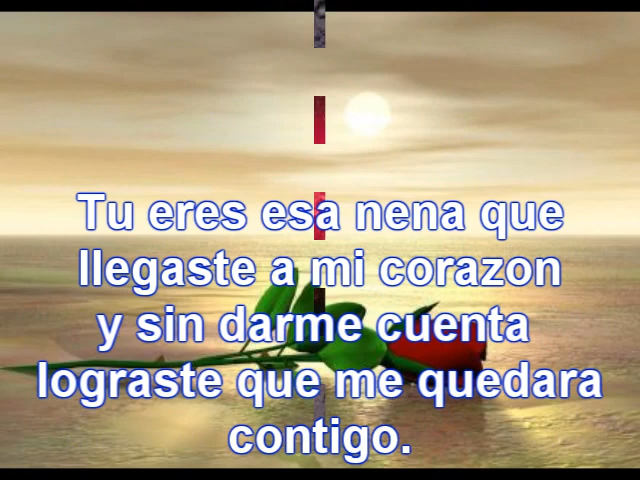 Tu eres esa nena que
llegaste a mi corazon
y sin darme cuenta
lograste que me quedara
contigo.